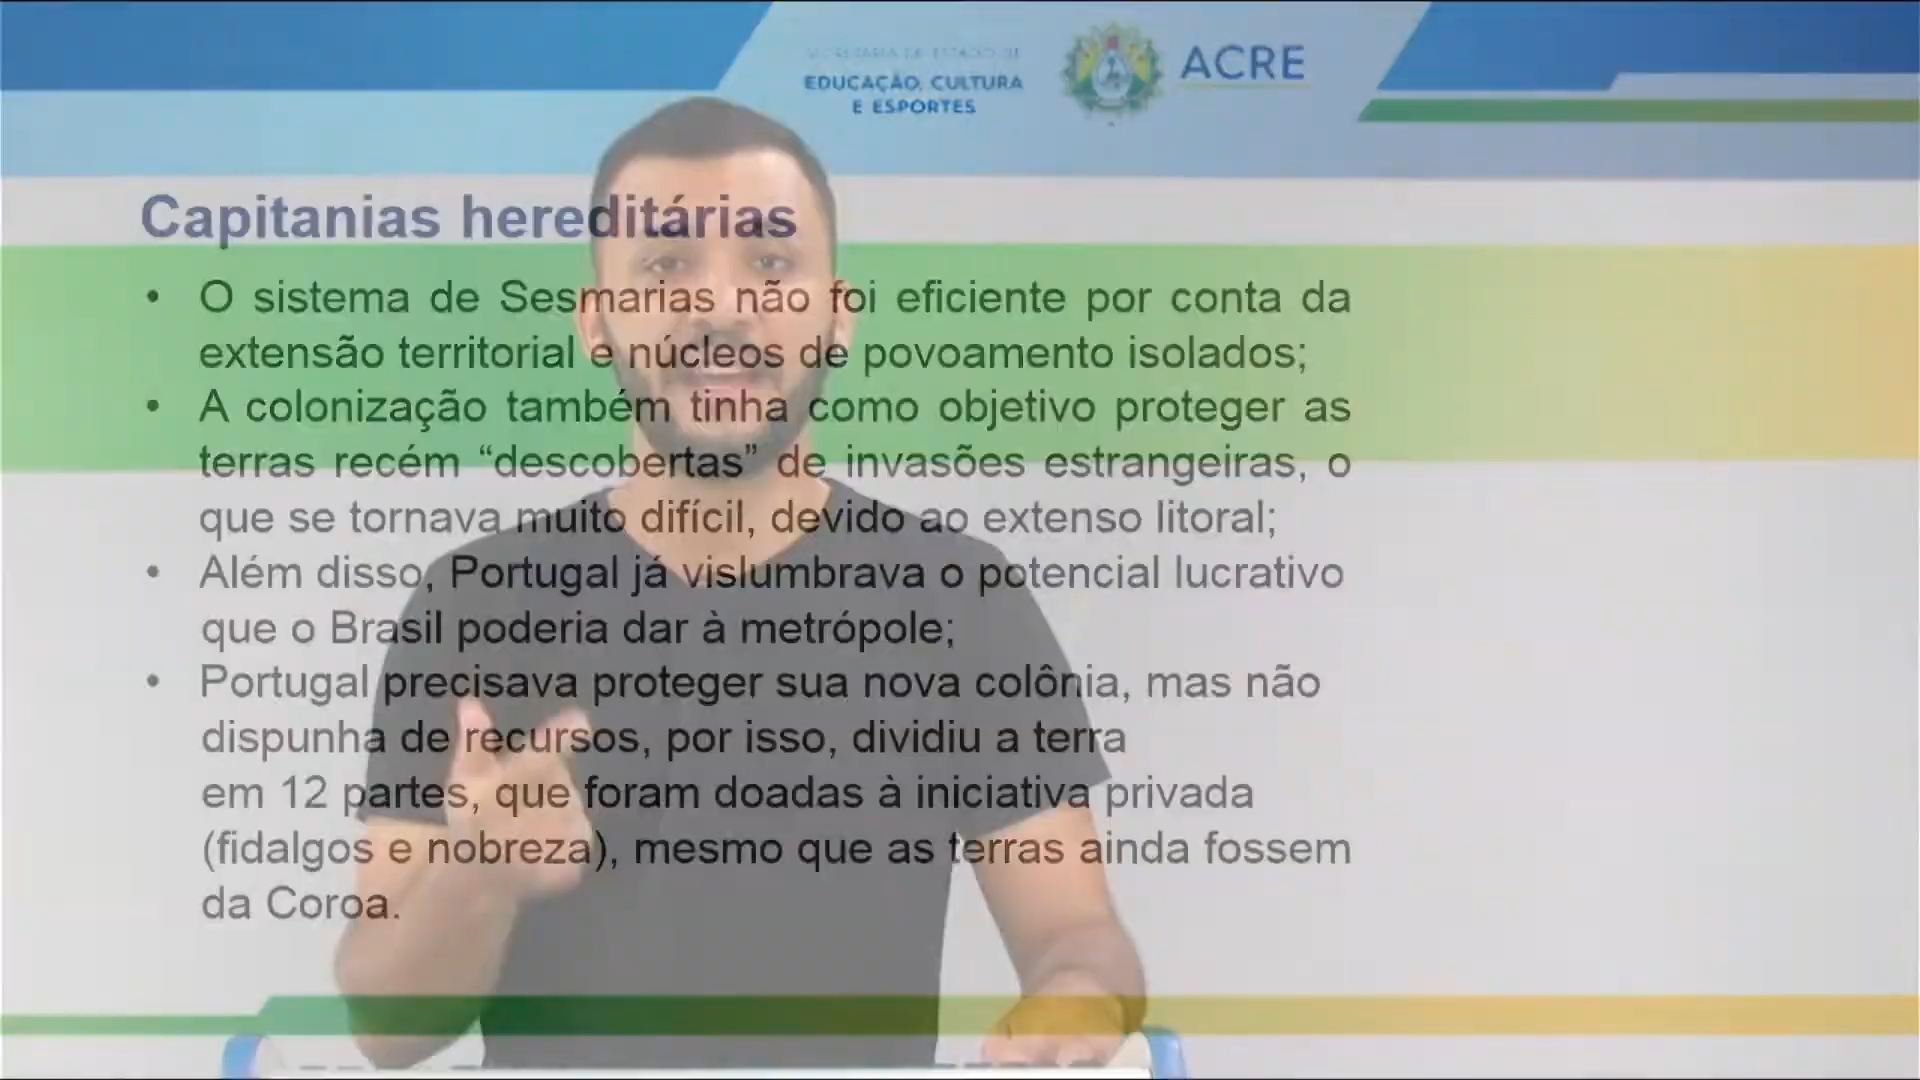 SECRETARIA DE ESTADO DE
EDUCAÇÃO, CULTURA
E ESPORTES
ACRE
Capitanias hereditárias
• O sistema de Sesmarias não foi eficiente por conta da
extensão territorial e núcleos de povoamento isolados;
• A colonização também tinha como objetivo proteger as
terras recém “descobertas” de invasões estrangeiras, o
que se tornava muito difícil, devido ao extenso litoral;
• Além disso, Portugal já vislumbrava o potencial lucrativo
que o Brasil poderia dar à metrópole;
• Portugal precisava proteger sua nova colônia, mas não
dispunha de recursos, por isso, dividiu a terra
em 12 partes, que foram doadas à iniciativa privada
(fidalgos e nobreza), mesmo que as terras ainda fossem
da Coroa.